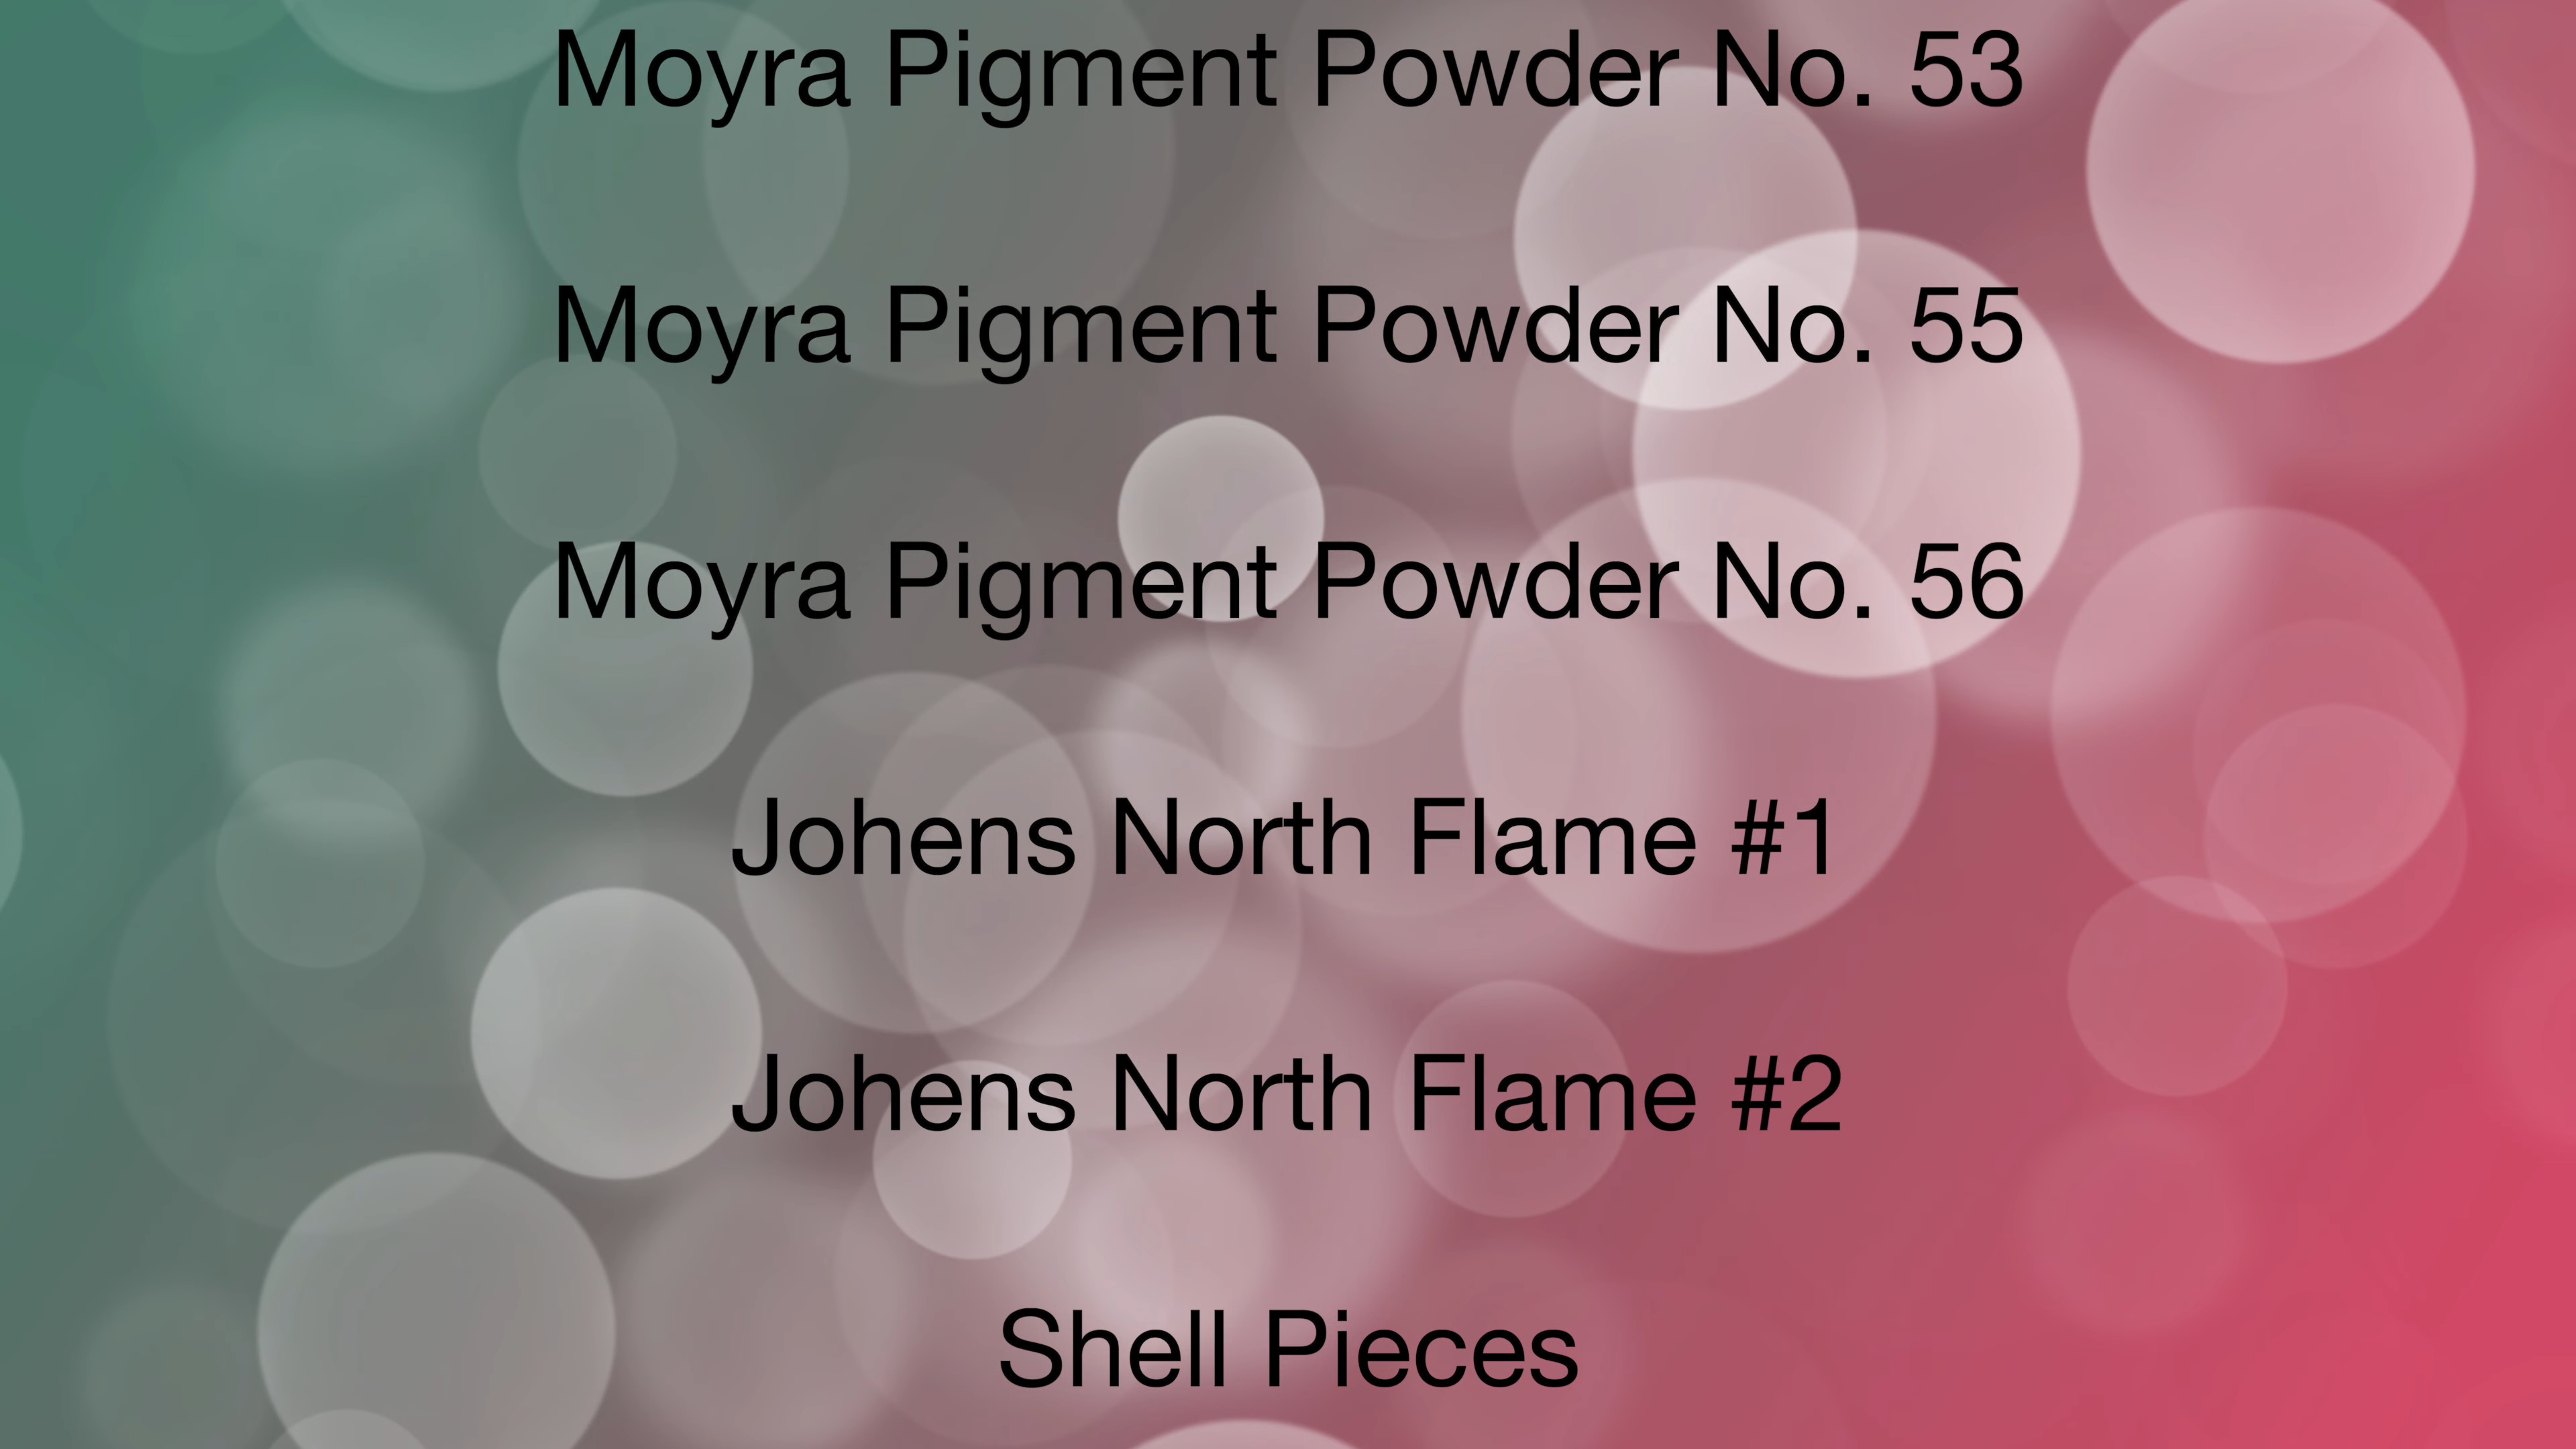 Moyra Pigment Powder No. 53
Moyra Pigment Powder No. 55
Moyra Pigment Powder No. 56
Johens North Flame #1
Johens North Flame #2
Shell Pieces